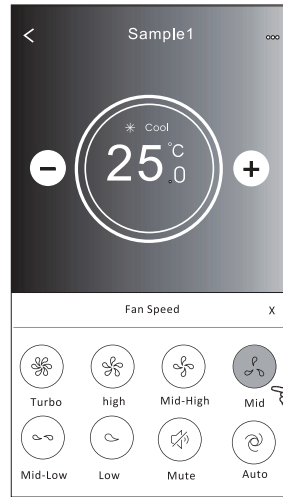 Sample1
Cool
25.0°C
Fan Speed X
Turbo high Mid-High Mid
Mid-Low Low Mute Auto